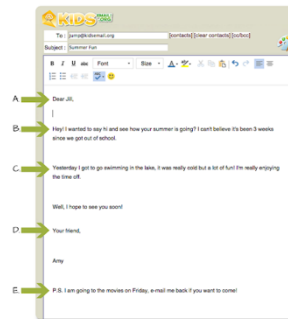 KIDS EMAIL.ORG
To : jamp@kidsemail.org [contacts] [clear contacts] [cc/bcc]
Subject : Summer Fun
B I U abc Font Size A
A. Dear Jill,
B. Hey! I wanted to say hi and see how your summer is going? I can't believe it's been 3 weeks
since we got out of school.
C. Yesterday I got to go swimming in the lake, it was really cold but a lot of fun! I'm really enjoying
the time off.
Well, I hope to see you soon!
D. Your friend,
Amy
E. P.S. I am going to the movies on Friday, e-mail me back if you want to come!